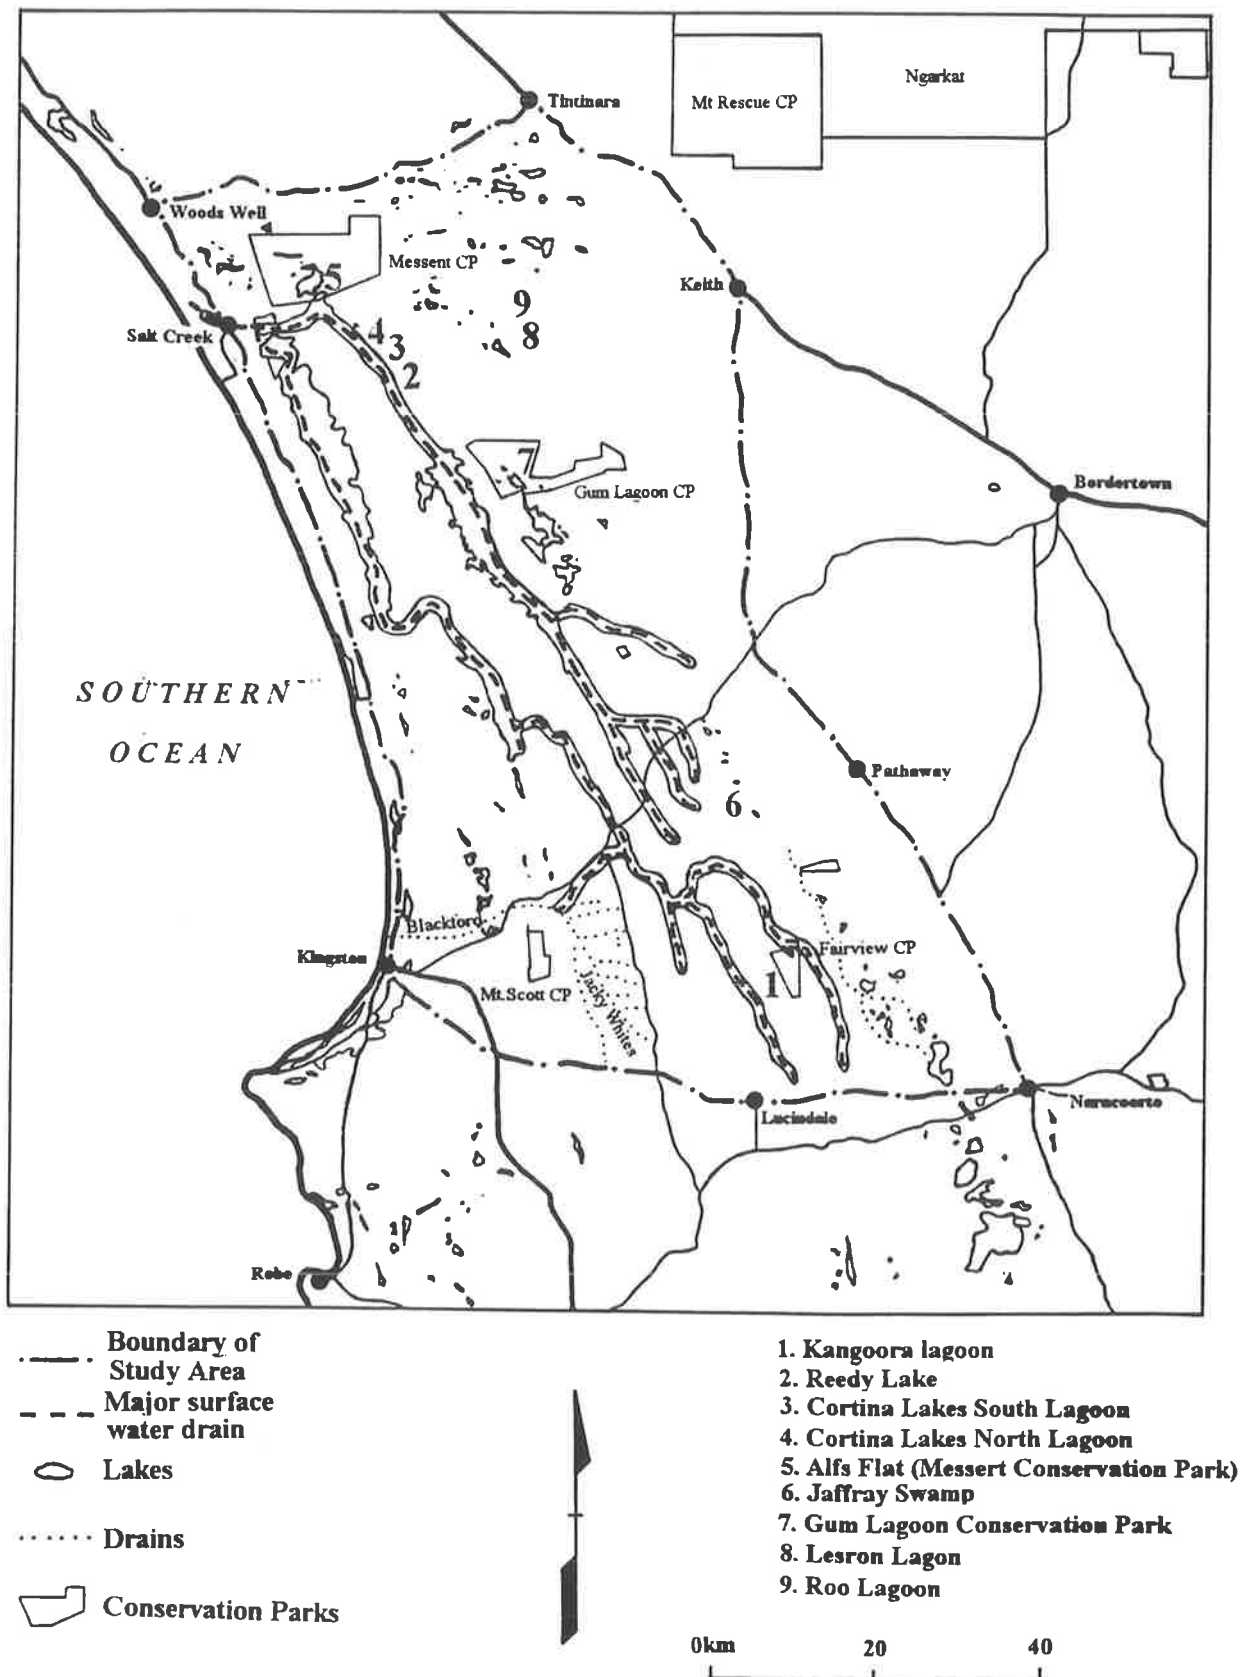 Ngarkat
Mt Rescue CP
Tintinara
Woods Well
Messent CP
5
Keith
9
8
Salt Creek
4
3
2
7
Gum Lagoon CP
Bordertown
SOUTHERN
OCEAN
Pathaway
6
Blackford
Kingston
Fairview CP
1
Mt.Scott CP
Jacky Whites
Lucindale
Naracoorte
Robe
Boundary of
Study Area
Major surface
water drain
Lakes
Drains
Conservation Parks
1. Kangoora lagoon
2. Reedy Lake
3. Cortina Lakes South Lagoon
4. Cortina Lakes North Lagoon
5. Alfs Flat (Messert Conservation Park)
6. Jaffray Swamp
7. Gum Lagoon Conservation Park
8. Lesron Lagon
9. Roo Lagoon
0km 20 40